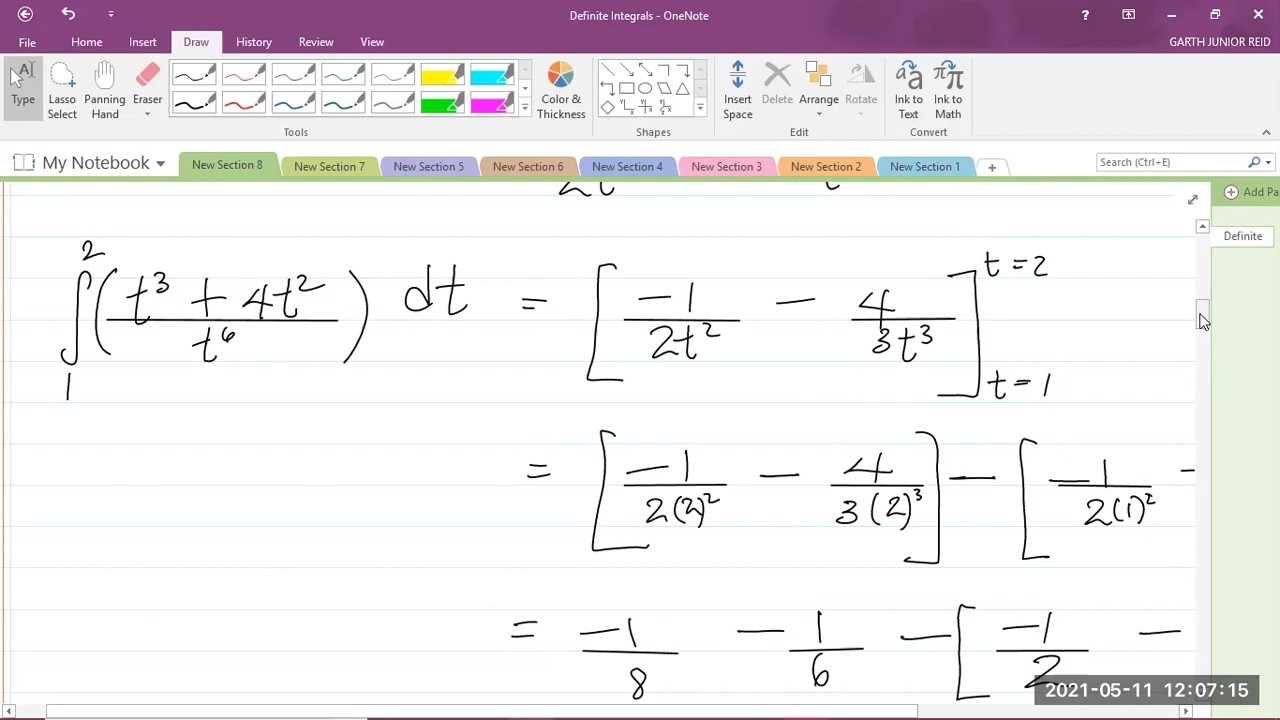 Definite Integrals - OneNote
?
File Home Insert Draw History Review View GARTH JUNIOR REID
Type
Lasso Select
Panning Hand
Eraser
Color & Thickness
Insert Space
Delete
Arrange
Rotate
Ink to Text
Ink to Math
Tools Shapes Edit Convert
My Notebook New Section 8 New Section 7 New Section 5 New Section 6 New Section 4 New Section 3 New Section 2 New Section 1 Search (Ctrl+E)
Add Pa
Definite
∫₁² ( (t³ + 4t²) / t⁶ ) dt = [ -1/2t² - 4/3t³ ] t = 2 t = 1
= [ -1/2(2)² - 4/3(2)³ ] - [ -1/2(1)² -
= -1/8 - 1/6 - [ -1/2 -
2021-05-11 12:07:15